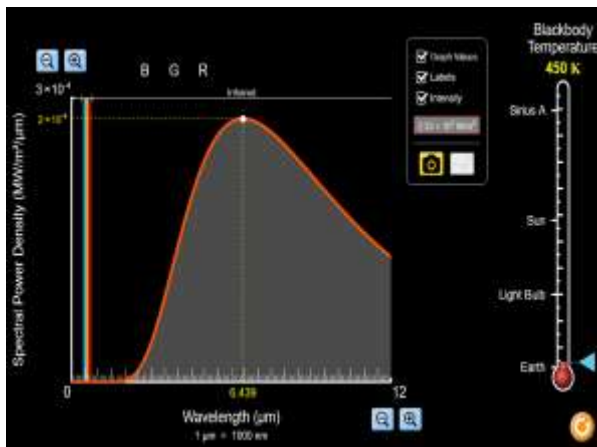 Blackbody
Temperature
450 K
B G R
3×10⁻⁴
Infrared
Graph Values
Labels
Intensity
2×10⁻⁴
Sirius A
Sun
Light Bulb
Earth
Spectral Power Density (MW/m²/μm)
0
6.439
12
Wavelength (μm)
1 μm = 1000 nm